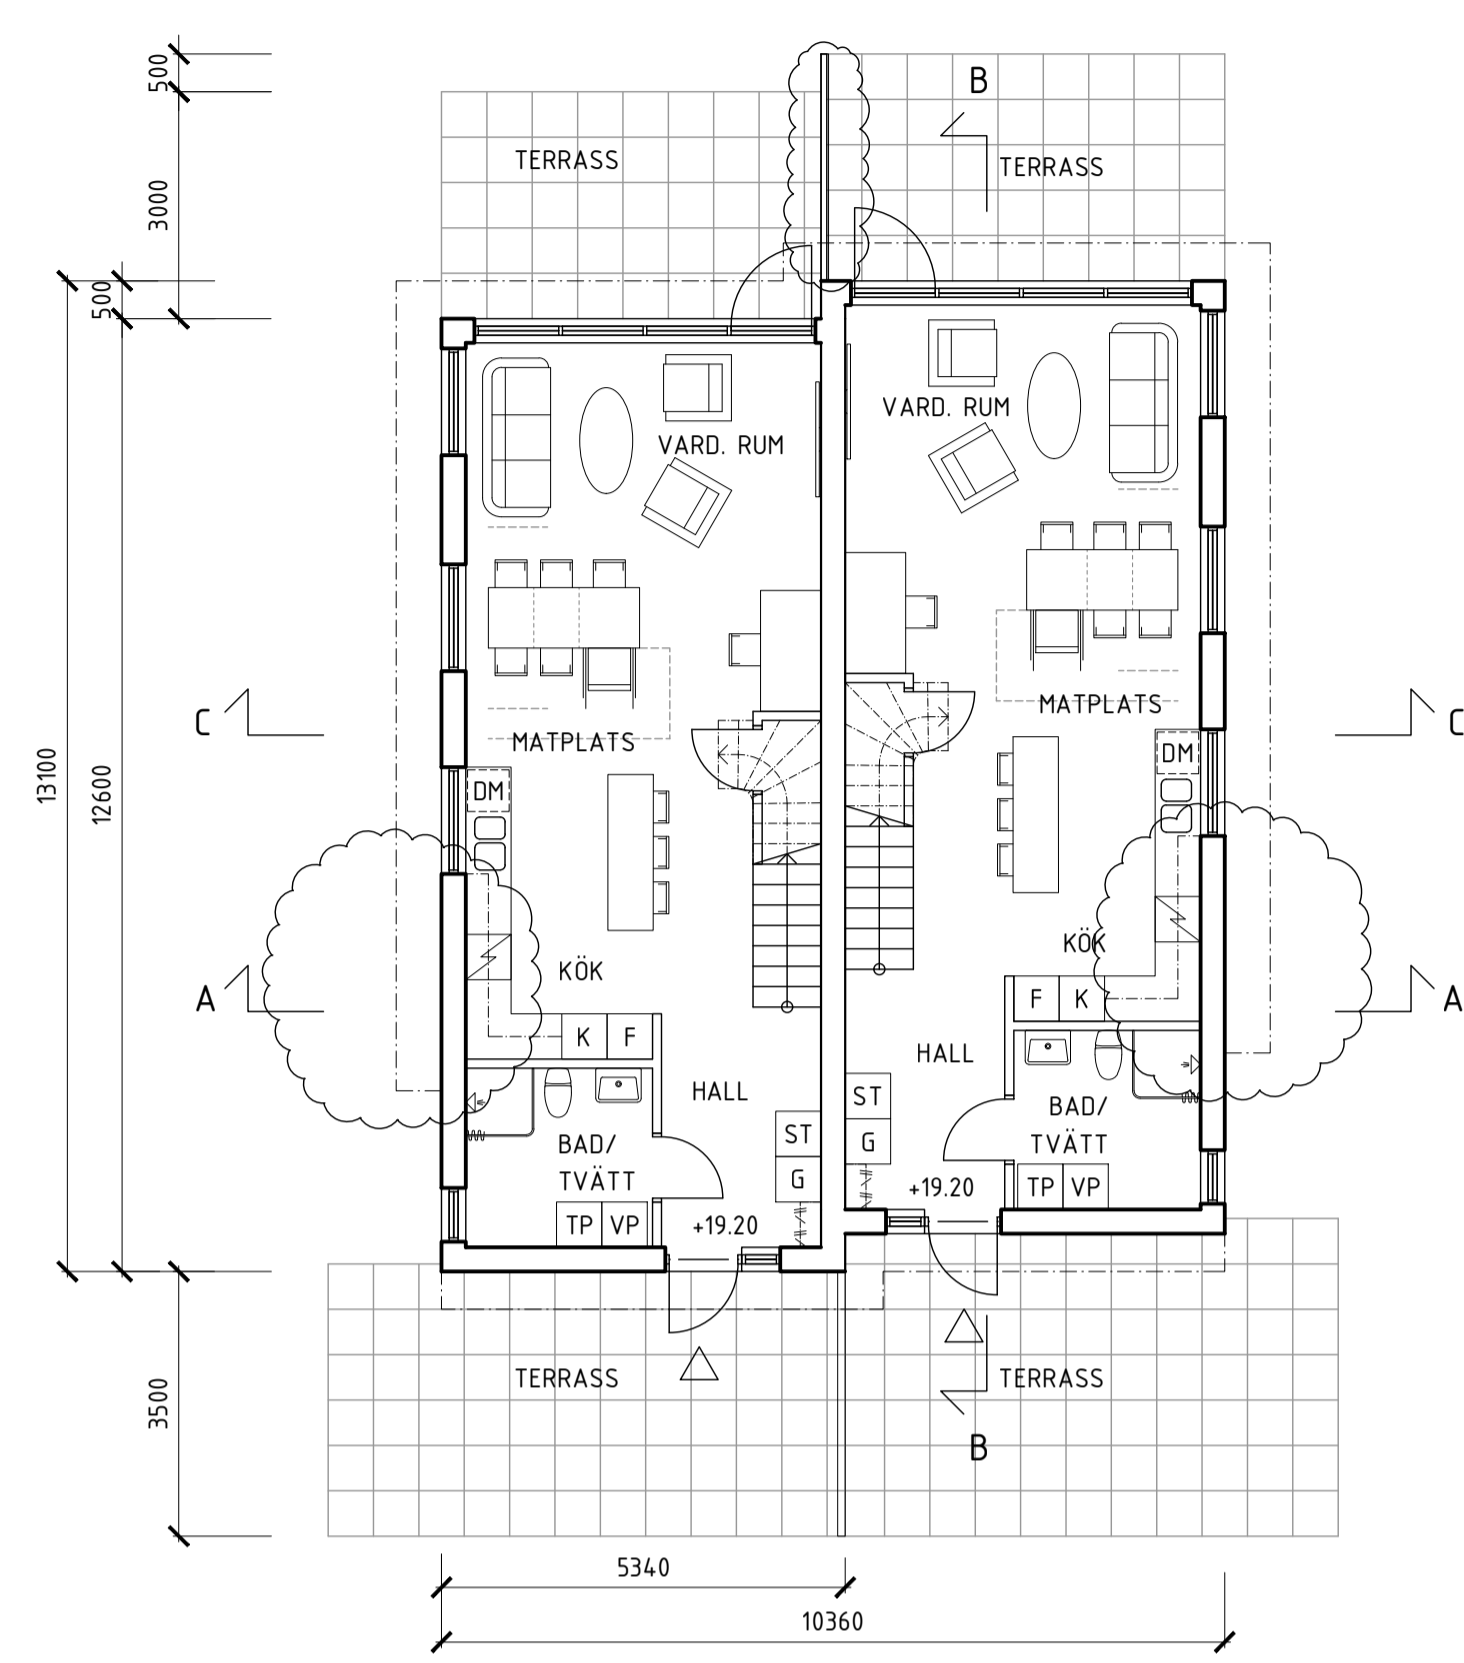 500
B
TERRASS
TERRASS
3000
500
VARD. RUM
VARD. RUM
MATPLATS
MATPLATS
C
C
13100
12600
DM
DM
KÖK
KÖK
A
A
F K
K F
HALL
HALL
ST
G
BAD/
TVÄTT
ST
G
BAD/
TVÄTT
+19.20
TP VP
TP VP
+19.20
TERRASS
TERRASS
3500
B
5340
10360